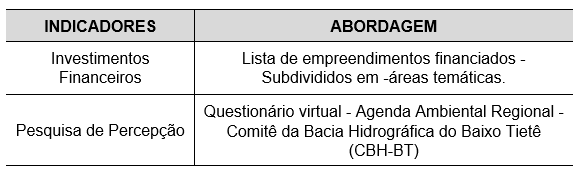 INDICADORES ABORDAGEM
Investimentos
Financeiros
Lista de empreendimentos financiados -
Subdivididos em -áreas temáticas.
Pesquisa de Percepção
Questionário virtual - Agenda Ambiental Regional -
Comitê da Bacia Hidrográfica do Baixo Tietê
(CBH-BT)